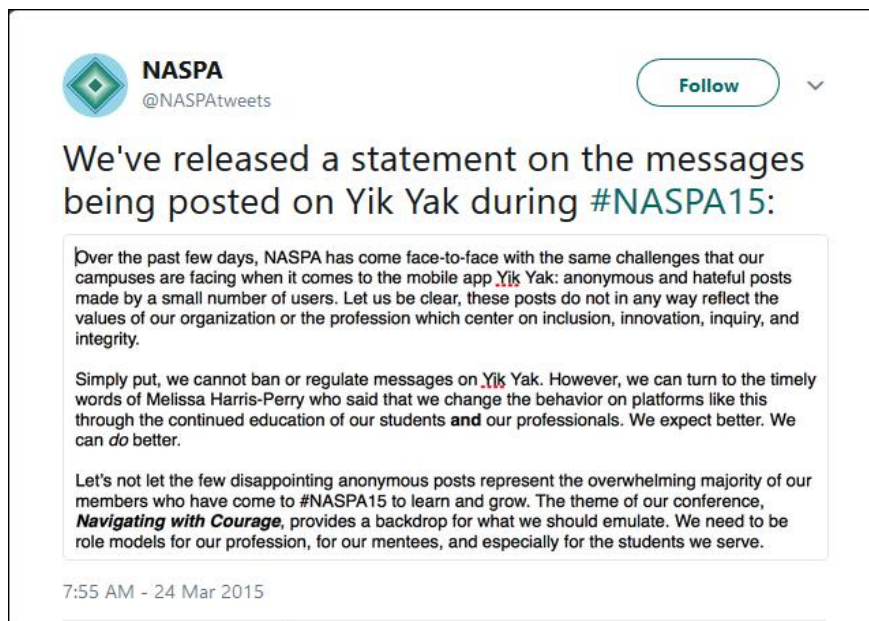 NASPA
@NASPAtweets
Follow
We've released a statement on the messages
being posted on Yik Yak during #NASPA15:
Over the past few days, NASPA has come face-to-face with the same challenges that our
campuses are facing when it comes to the mobile app Yik Yak: anonymous and hateful posts
made by a small number of users. Let us be clear, these posts do not in any way reflect the
values of our organization or the profession which center on inclusion, innovation, inquiry, and
integrity.
Simply put, we cannot ban or regulate messages on Yik Yak. However, we can turn to the timely
words of Melissa Harris-Perry who said that we change the behavior on platforms like this
through the continued education of our students and our professionals. We expect better. We
can do better.
Let's not let the few disappointing anonymous posts represent the overwhelming majority of our
members who have come to #NASPA15 to learn and grow. The theme of our conference,
Navigating with Courage, provides a backdrop for what we should emulate. We need to be
role models for our profession, for our mentees, and especially for the students we serve.
7:55 AM - 24 Mar 2015